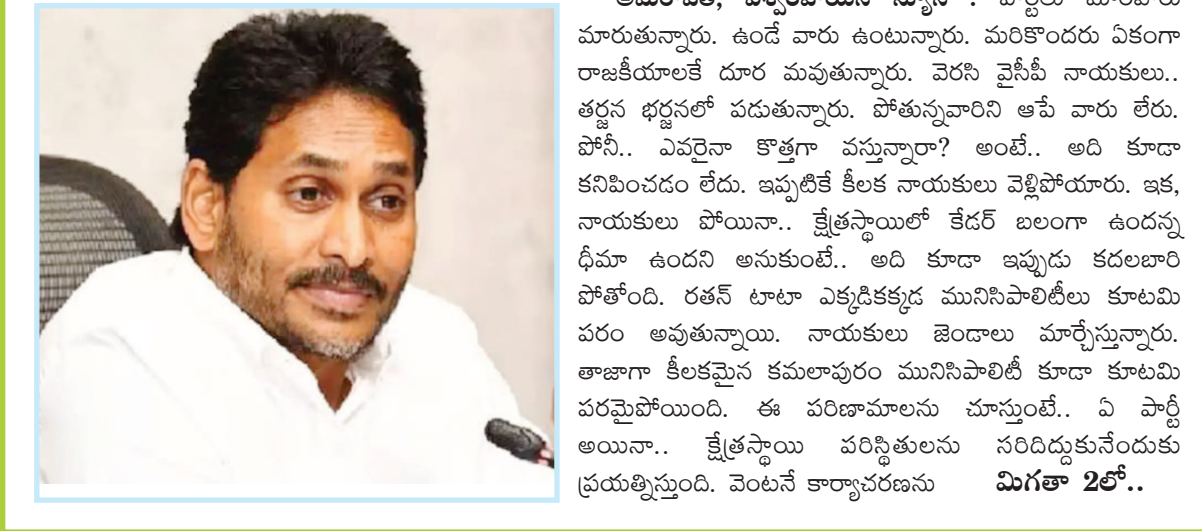 మారుతున్నారు. ఉండే వారు ఉంటున్నారు. మరికొందరు ఏకంగా
రాజకీయాలకే దూర మవుతున్నారు. వెరసి వైసీపీ నాయకులు..
తర్జన భర్జనలో పడుతున్నారు. పోతున్నవారిని ఆపే వారు లేరు.
పోనీ.. ఎవరైనా కొత్తగా వస్తున్నారా? అంటే.. అది కూడా
కనిపించడం లేదు. ఇప్పటికే కీలక నాయకులు వెళ్లిపోయారు. ఇక,
నాయకులు పోయినా.. క్షేత్రస్థాయిలో కేడర్ బలంగా ఉందన్న
ధీమా ఉందని అనుకుంటే.. అది కూడా ఇప్పుడు కదలబారి
పోతోంది. రతన్ టాటా ఎక్కడికక్కడ మునిసిపాలిటీలు కూటమి
పరం అవుతున్నాయి. నాయకులు జెండాలు మార్చేస్తున్నారు.
తాజాగా కీలకమైన కమలాపురం మునిసిపాలిటీ కూడా కూటమి
పరమైపోయింది. ఈ పరిణామాలను చూస్తుంటే.. ఏ పార్టీ
అయినా.. క్షేత్రస్థాయి పరిస్థితులను సరిదిద్దుకునేందుకు
ప్రయత్నిస్తుంది. వెంటనే కార్యాచరణను మిగతా 2లో..